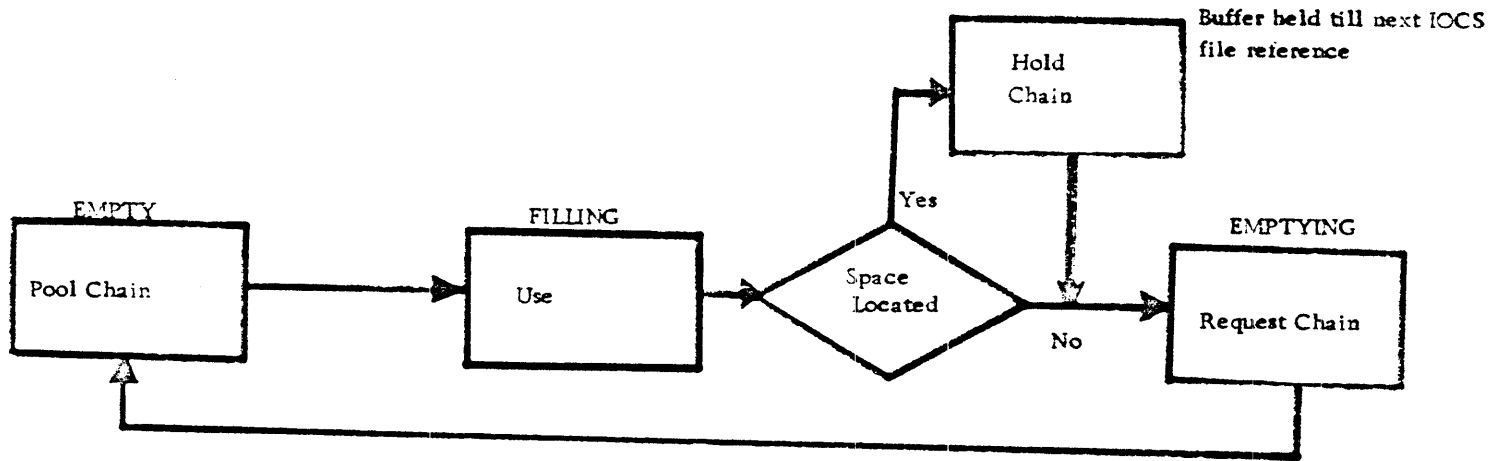 Buffer held till next IOCS
file reference
Hold
Chain
Yes
EMPTY
FILLING
EMPTYING
Pool Chain
Use
Space
Located
No
Request Chain